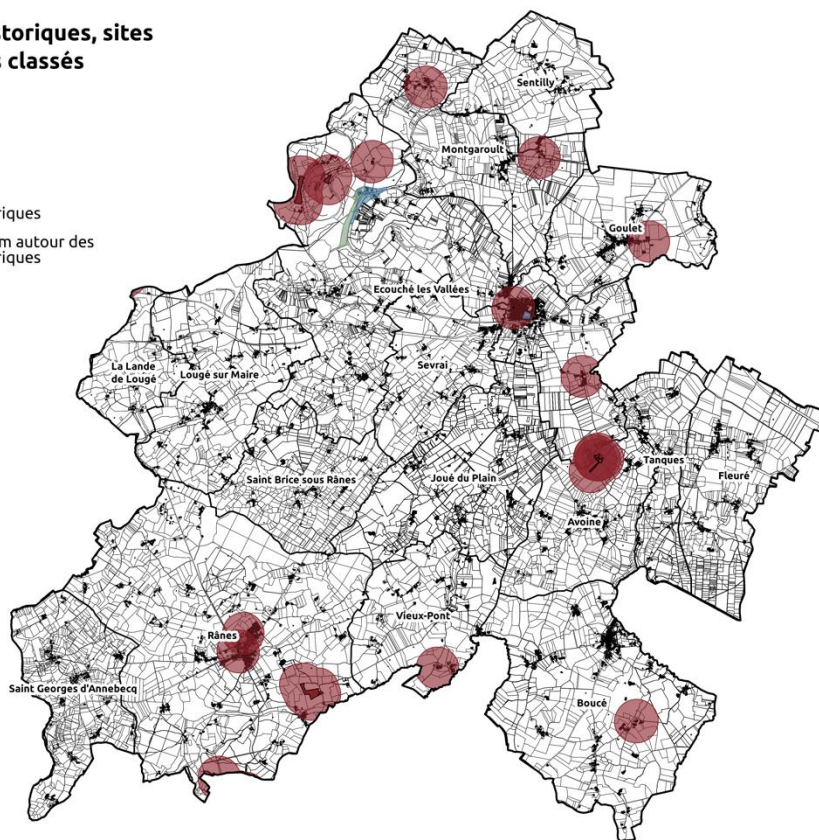 toriques, sites
s classés
riques
m autour des
riques
Sentilly
Montgaroult
Goulet
Ecouché les Vallées
La Lande
de Lougé
Lougé sur Maire
Sevrai
Saint Brice sous Rânes
Joué du Plain
Tanques
Fleuré
Avoine
Vieux-Pont
Rânes
Saint Georges d'Annebecq
Boucé